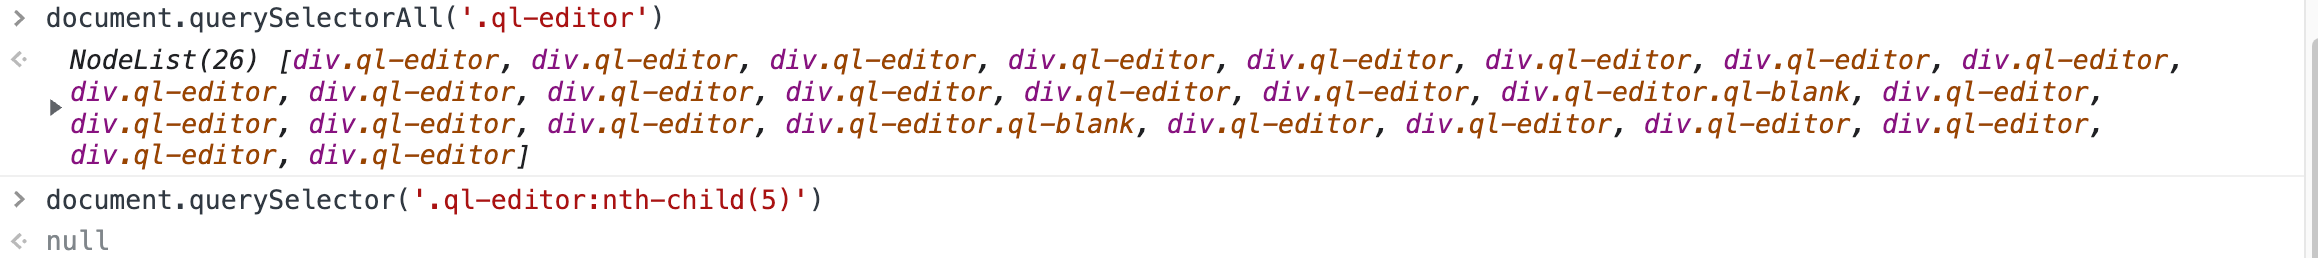 > document.querySelectorAll('.ql-editor')
NodeList(26) [div.ql-editor, div.ql-editor, div.ql-editor, div.ql-editor, div.ql-editor, div.ql-editor, div.ql-editor, div.ql-editor,
div.ql-editor, div.ql-editor, div.ql-editor, div.ql-editor, div.ql-editor, div.ql-editor, div.ql-editor.ql-blank, div.ql-editor,
div.ql-editor, div.ql-editor, div.ql-editor, div.ql-editor.ql-blank, div.ql-editor, div.ql-editor, div.ql-editor, div.ql-editor,
div.ql-editor, div.ql-editor]
> document.querySelector('.ql-editor:nth-child(5)')
null